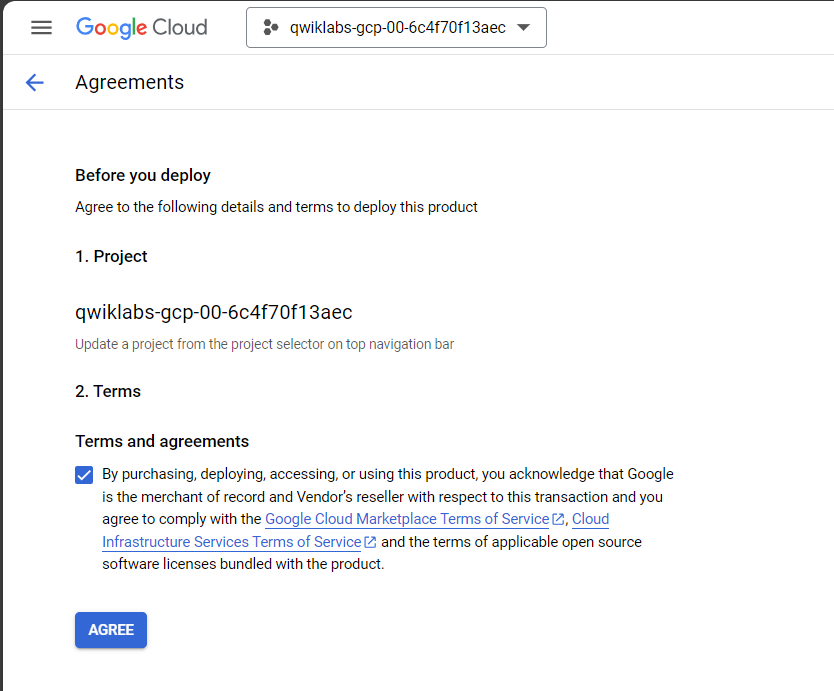 Google Cloud
qwiklabs-gcp-00-6c4f70f13aec
Agreements
Before you deploy
Agree to the following details and terms to deploy this product
1. Project
qwiklabs-gcp-00-6c4f70f13aec
Update a project from the project selector on top navigation bar
2. Terms
Terms and agreements
By purchasing, deploying, accessing, or using this product, you acknowledge that Google
is the merchant of record and Vendor’s reseller with respect to this transaction and you
agree to comply with the Google Cloud Marketplace Terms of Service, Cloud
Infrastructure Services Terms of Service and the terms of applicable open source
software licenses bundled with the product.
AGREE